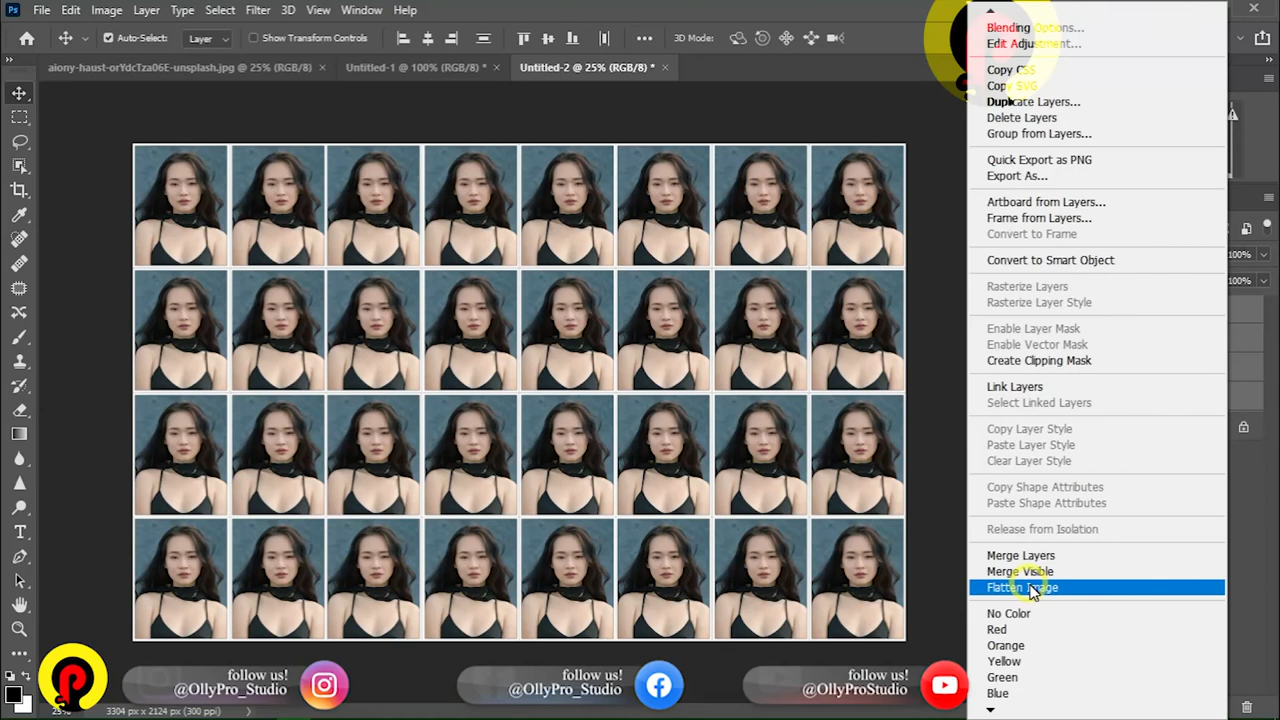 Ps File Edit Image Layer Type Select Filter 3D View Window Help
Auto-Select: Layer Show 3D Mode:
aiony-haust-orYdcTza06E-unsplash.jpg @ 25% (RGB/8) × Untitled-1 @ 100% (RGB/8) * × Untitled-2 @ 25% (RGB/8) * ×
Blending Options...
Edit Adjustment...
Copy CSS
Copy SVG
Duplicate Layers...
Delete Layers
Group from Layers...
Quick Export as PNG
Export As...
Artboard from Layers...
Frame from Layers...
Convert to Frame
Convert to Smart Object
100%
Rasterize Layers
100%
Rasterize Layer Style
Enable Layer Mask
Enable Vector Mask
Create Clipping Mask
Link Layers
Select Linked Layers
Copy Layer Style
Paste Layer Style
Clear Layer Style
Copy Shape Attributes
Paste Shape Attributes
Release from Isolation
Merge Layers
Merge Visible
Flatten Image
No Color
Red
Orange
Yellow
Green
Blue
follow us!
@OllyPro_Studio
follow us!
@OllyPro_Studio
follow us!
@OllyProStudio
25% 3304 px x 2124 px (300 ppi)